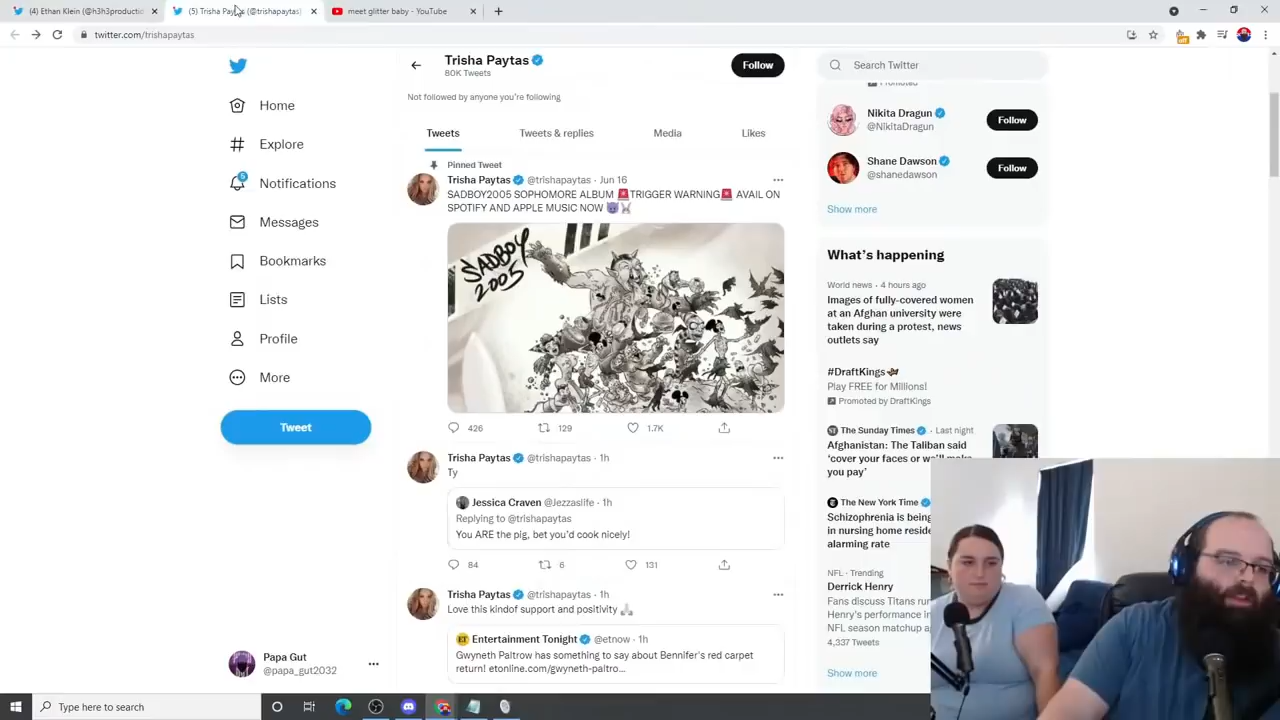 (4) Ethan Klein (@h3h3producti
(5) Trisha Pay s (@trishapaytas)
meet glitter baby - YouTube
twitter.com/trishapaytas
Trisha Paytas
80K Tweets
Follow
Not followed by anyone you're following
Tweets
Tweets & replies
Media
Likes
Home
Explore
5
Notifications
Messages
Bookmarks
Lists
Profile
More
Tweet
Papa Gut
@papa_gut2032
Pinned Tweet
Trisha Paytas @trishapaytas · Jun 16
SADBOY2005 SOPHOMORE ALBUM 🚨TRIGGER WARNING🚨 AVAIL ON
SPOTIFY AND APPLE MUSIC NOW 😈🐰
SADBOY
2005
426
129
1.7K
Trisha Paytas @trishapaytas · 1h
Ty
Jessica Craven @Jezzaslife · 1h
Replying to @trishapaytas
You ARE the pig, bet you'd cook nicely!
84
6
131
Trisha Paytas @trishapaytas · 1h
Love this kindof support and positivity 🙏🏻
ET Entertainment Tonight @etnow · 1h
Gwyneth Paltrow has something to say about Bennifer's red carpet
return! etonline.com/gwyneth-paltro...
Search Twitter
Promoted
Nikita Dragun
@NikitaDragun
Follow
Shane Dawson
@shanedawson
Follow
Show more
What's happening
World news · 4 hours ago
Images of fully-covered women
at an Afghan university were
taken during a protest, news
outlets say
#DraftKings
Play FREE for Millions!
Promoted by DraftKings
The Sunday Times · Last night
Afghanistan: The Taliban said
'cover your faces or we'll make
you pay'
The New York Time
Schizophrenia is being
in nursing home reside
alarming rate
NFL · Trending
Derrick Henry
Fans discuss Titans run
Henry's performance in
NFL season matchup ag
4,337 Tweets
Show more
Type here to search